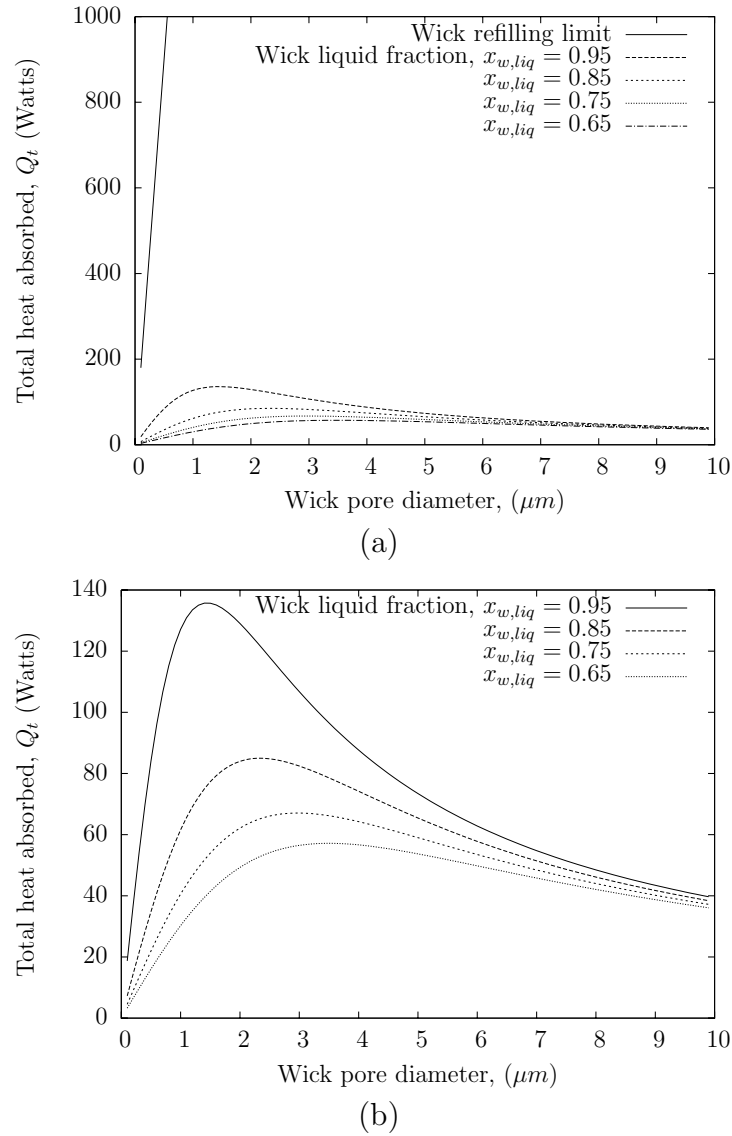 Total heat absorbed, Q_t (Watts)
1000
800
600
400
200
0
Wick refilling limit
Wick liquid fraction, x_{w,liq} = 0.95
x_{w,liq} = 0.85
x_{w,liq} = 0.75
x_{w,liq} = 0.65
0 1 2 3 4 5 6 7 8 9 10
Wick pore diameter, (μm)
(a)
Total heat absorbed, Q_t (Watts)
140
120
100
80
60
40
20
0
Wick liquid fraction, x_{w,liq} = 0.95
x_{w,liq} = 0.85
x_{w,liq} = 0.75
x_{w,liq} = 0.65
0 1 2 3 4 5 6 7 8 9 10
Wick pore diameter, (μm)
(b)